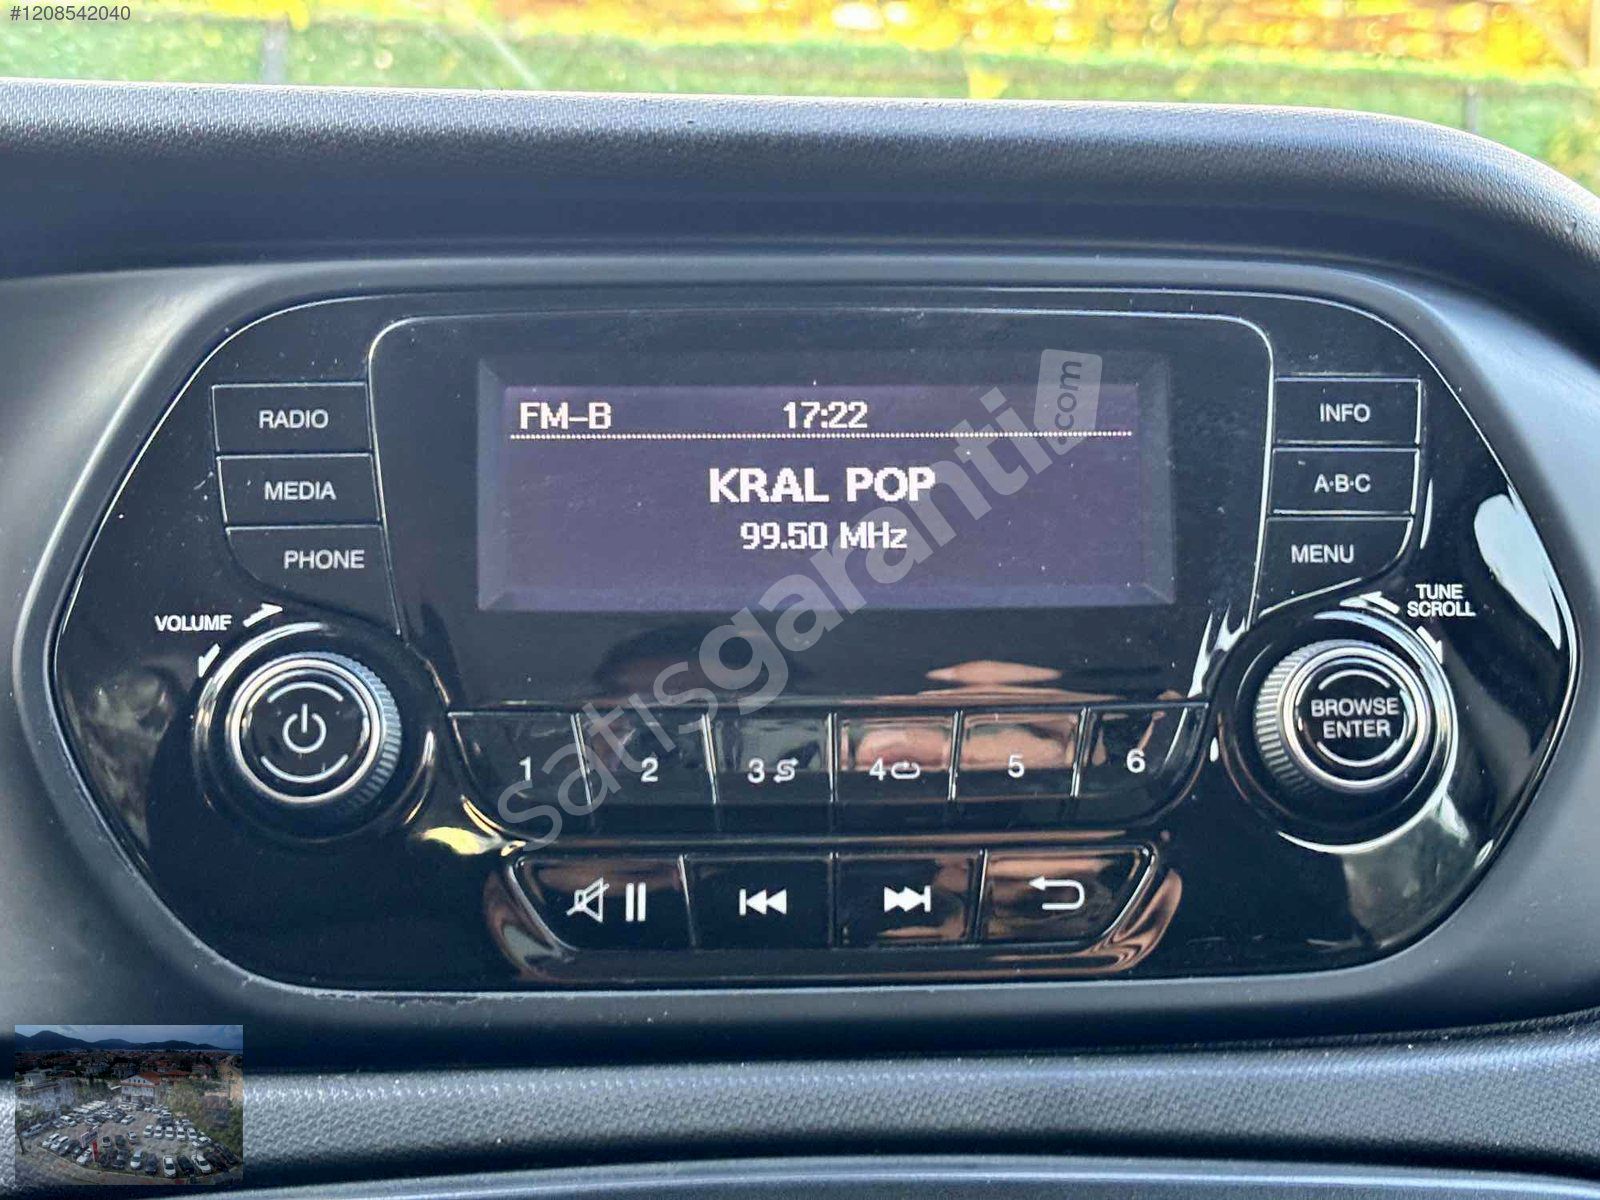 #1208542040
FM-B 17:22
KRAL POP
99.50 MHz
RADIO
MEDIA
PHONE
VOLUME
INFO
A·B·C
MENU
TUNE
SCROLL
BROWSE
ENTER
1 2 3 4 5 6
satısgaranti.com